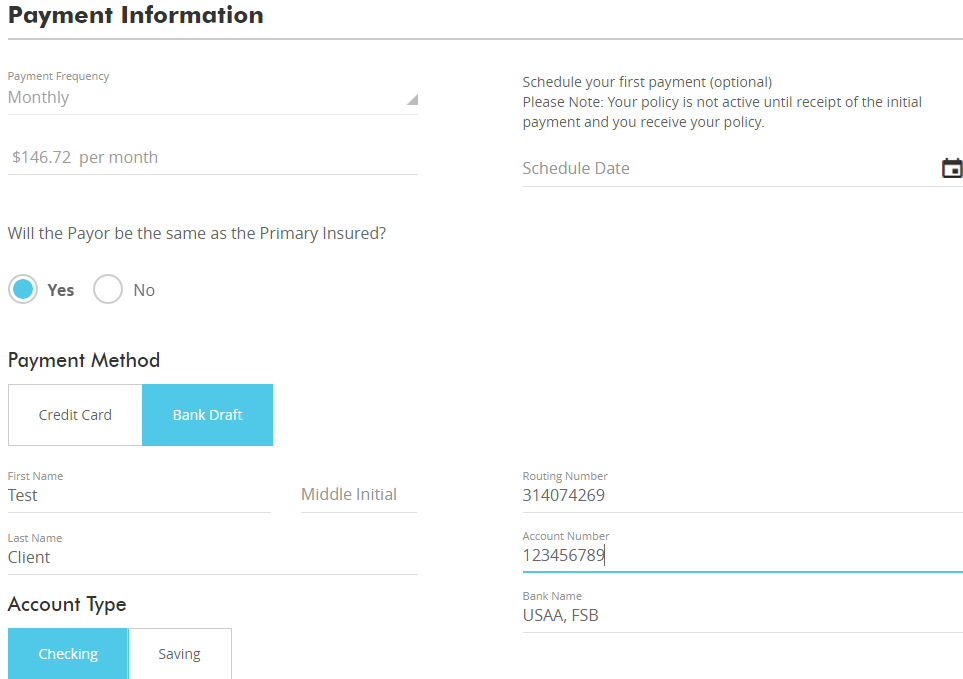 Payment Information
Payment Frequency
Monthly
$146.72 per month
Schedule your first payment (optional)
Please Note: Your policy is not active until receipt of the initial
payment and you receive your policy.
Schedule Date
Will the Payor be the same as the Primary Insured?
Yes No
Payment Method
Credit Card Bank Draft
First Name
Test
Middle Initial
Last Name
Client
Routing Number
314074269
Account Number
123456789
Bank Name
USAA, FSB
Account Type
Checking Saving